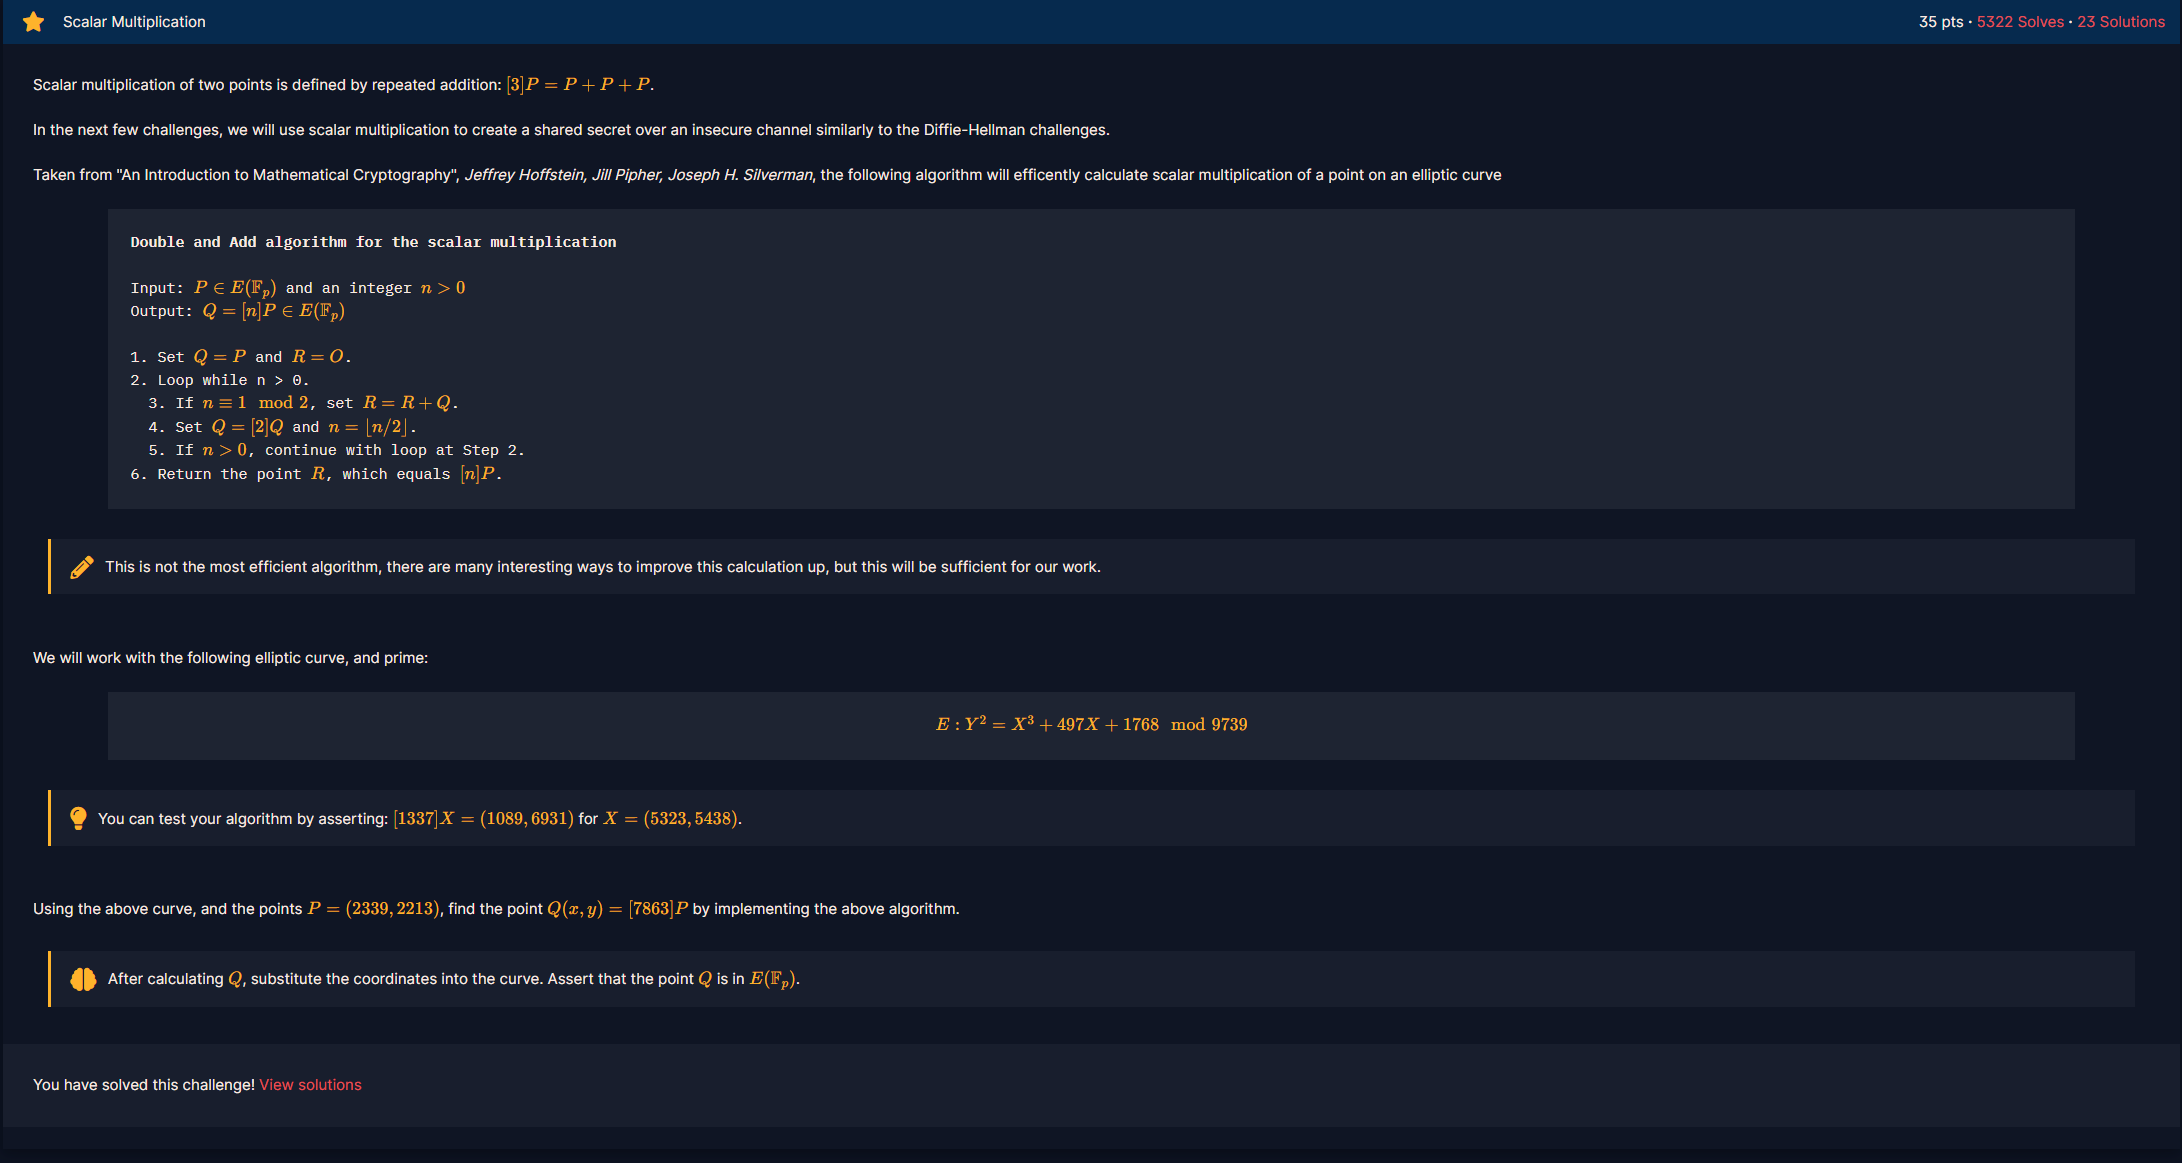 Scalar Multiplication
35 pts · 5322 Solves · 23 Solutions
Scalar multiplication of two points is defined by repeated addition: [3]P = P + P + P.
In the next few challenges, we will use scalar multiplication to create a shared secret over an insecure channel similarly to the Diffie-Hellman challenges.
Taken from "An Introduction to Mathematical Cryptography", Jeffrey Hoffstein, Jill Pipher, Joseph H. Silverman, the following algorithm will efficently calculate scalar multiplication of a point on an elliptic curve
Double and Add algorithm for the scalar multiplication
Input: P ∈ E(𝔽ₚ) and an integer n > 0
Output: Q = [n]P ∈ E(𝔽ₚ)
1. Set Q = P and R = O.
2. Loop while n > 0.
3. If n ≡ 1 mod 2, set R = R + Q.
4. Set Q = [2]Q and n = ⌊n/2⌋.
5. If n > 0, continue with loop at Step 2.
6. Return the point R, which equals [n]P.
This is not the most efficient algorithm, there are many interesting ways to improve this calculation up, but this will be sufficient for our work.
We will work with the following elliptic curve, and prime:
E : Y² = X³ + 497X + 1768 mod 9739
You can test your algorithm by asserting: [1337]X = (1089, 6931) for X = (5323, 5438).
Using the above curve, and the points P = (2339, 2213), find the point Q(x, y) = [7863]P by implementing the above algorithm.
After calculating Q, substitute the coordinates into the curve. Assert that the point Q is in E(𝔽ₚ).
You have solved this challenge! View solutions